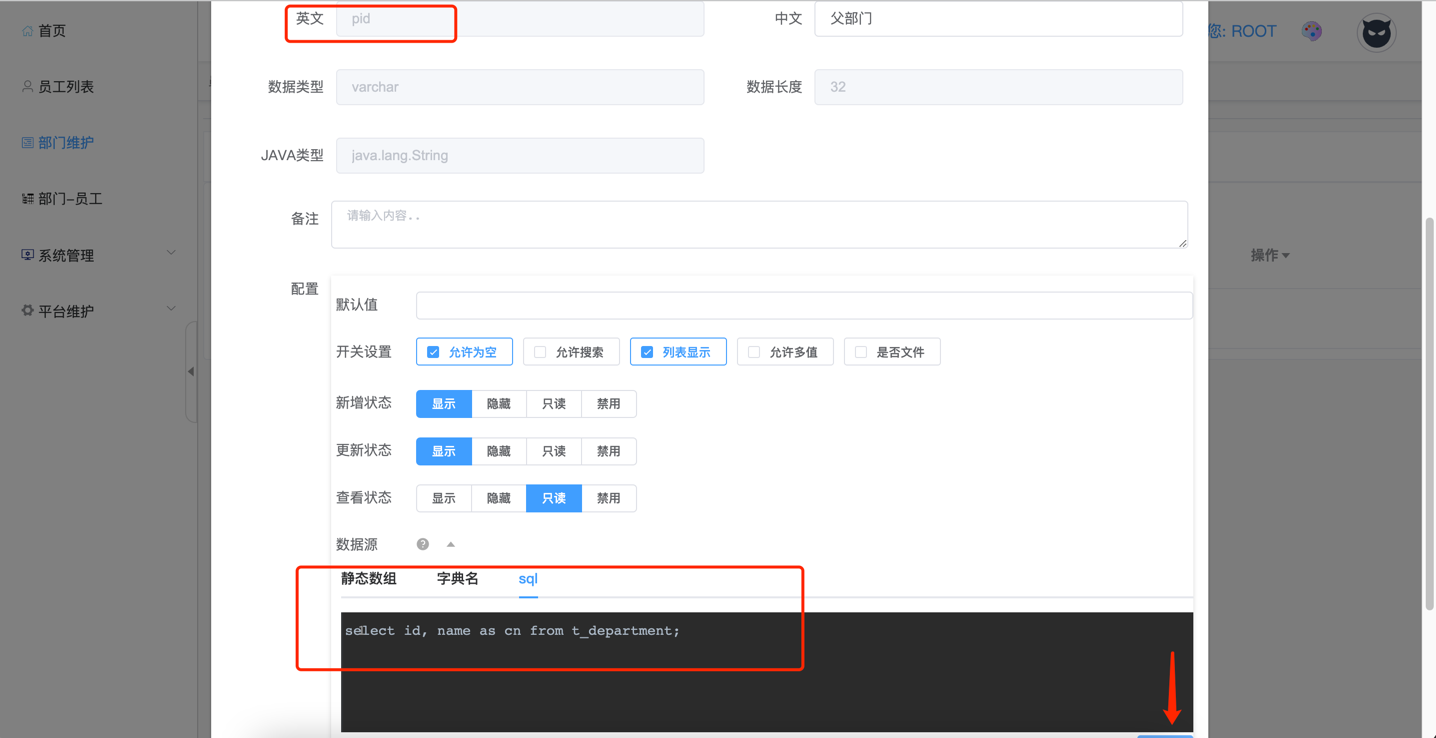 英文 pid 中文 父部门
首页
您: ROOT
员工列表
数据类型 varchar 数据长度 32
部门维护
JAVA类型 java.lang.String
部门-员工
备注 请输入内容..
系统管理
操作
配置
平台维护
默认值
开关设置 允许为空 允许搜索 列表显示 允许多值 是否文件
新增状态 显示 隐藏 只读 禁用
更新状态 显示 隐藏 只读 禁用
查看状态 显示 隐藏 只读 禁用
数据源 ?
静态数组 字典名 sql
select id, name as cn from t_department;